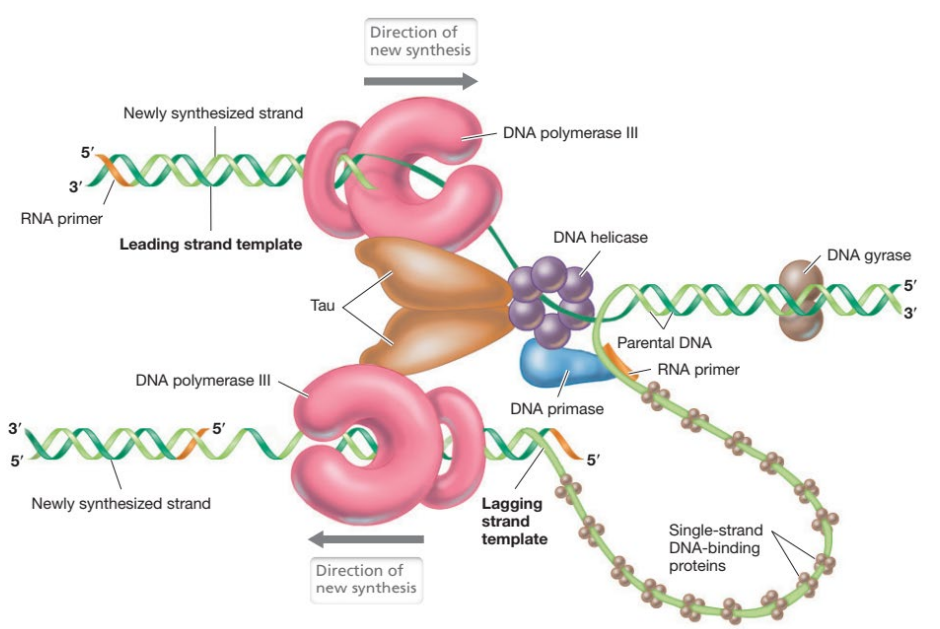 Direction of
new synthesis
Newly synthesized strand
DNA polymerase III
5′
3′
RNA primer
Leading strand template
DNA helicase
DNA gyrase
5′
3′
Tau
Parental DNA
RNA primer
DNA polymerase III
DNA primase
3′
5′
5′
5′
Newly synthesized strand
Lagging
strand
template
Single-strand
DNA-binding
proteins
Direction of
new synthesis